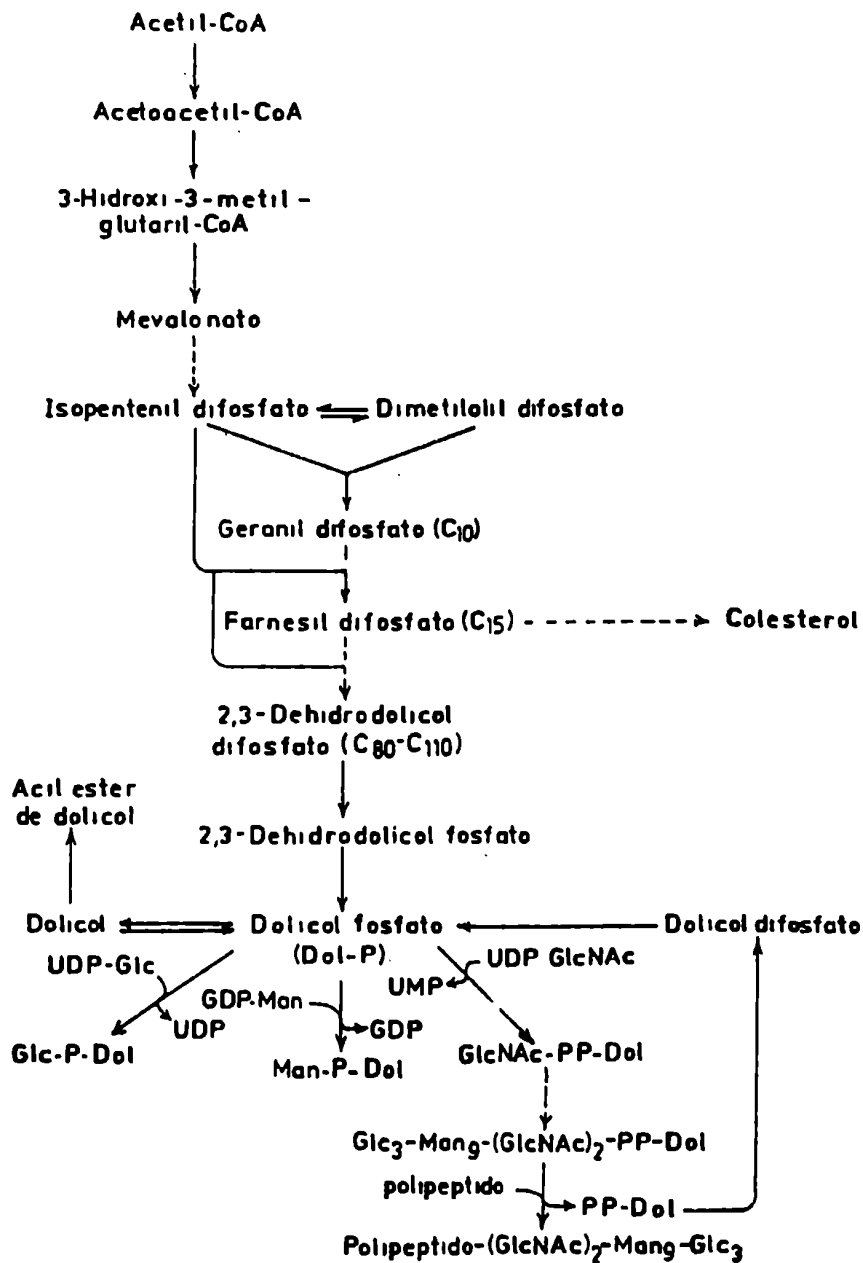 Acetil-CoA
Acetoacetil-CoA
3-Hidroxi-3-metil-
glutaril-CoA
Mevalonato
Isopentenil difosfato
Dimetilalil difosfato
Geranil difosfato (C10)
Farnesil difosfato (C15)
Colesterol
2,3-Dehidrodolicol
difosfato (C80-C110)
Acil ester
de dolicol
2,3-Dehidrodolicol fosfato
Dolicol
Dolicol fosfato
(Dol-P)
Dolicol difosfato
UDP-Glc
UDP
Glc-P-Dol
GDP-Man
GDP
Man-P-Dol
UDP GlcNAc
UMP
GlcNAc-PP-Dol
Glc3-Man9-(GlcNAc)2-PP-Dol
polipeptido
PP-Dol
Polipeptido-(GlcNAc)2-Man9-Glc3